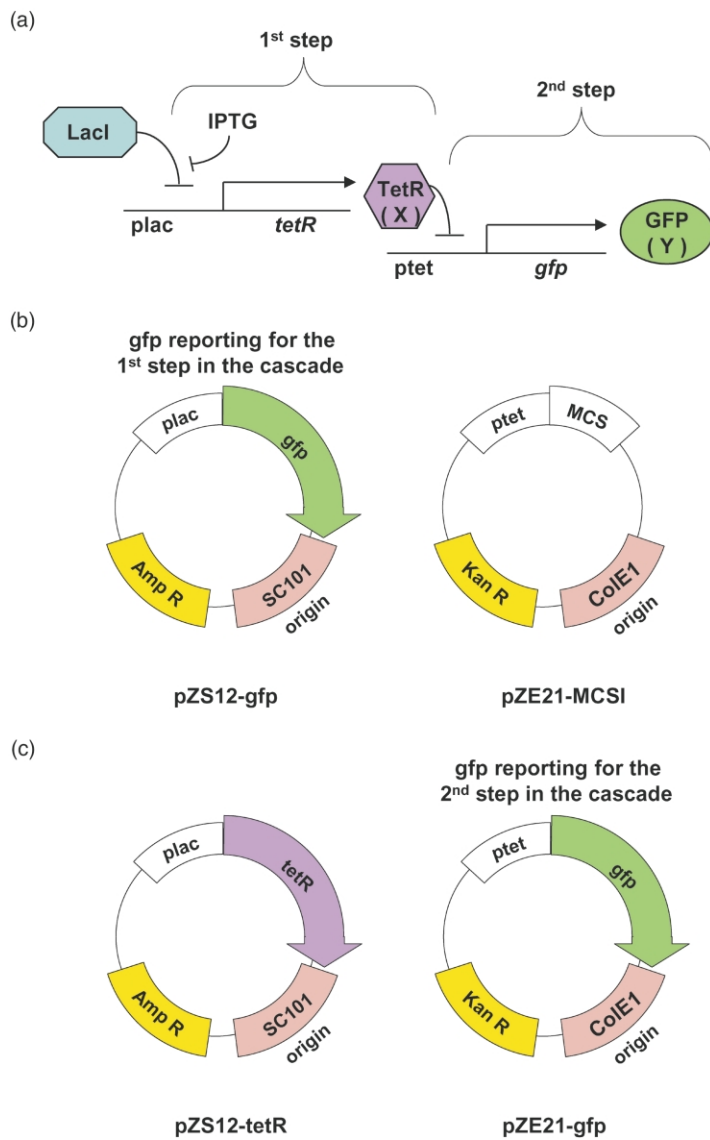 (a)
1st step
2nd step
LacI
IPTG
TetR
( X )
GFP
( Y )
plac
tetR
ptet
gfp
(b)
gfp reporting for the
1st step in the cascade
plac
gfp
Amp R
SC101
origin
pZS12-gfp
ptet
MCS
Kan R
ColE1
origin
pZE21-MCSI
(c)
gfp reporting for the
2nd step in the cascade
plac
tetR
Amp R
SC101
origin
pZS12-tetR
ptet
gfp
Kan R
ColE1
origin
pZE21-gfp